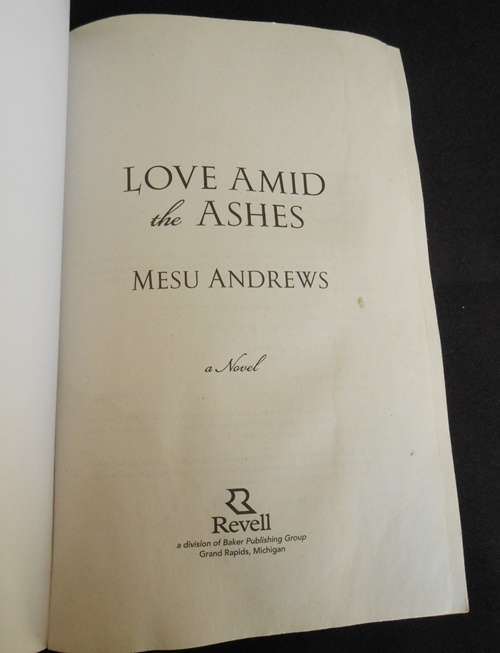 LOVE AMID
the ASHES
MESU ANDREWS
a Novel
R
Revell
a division of Baker Publishing Group
Grand Rapids, Michigan